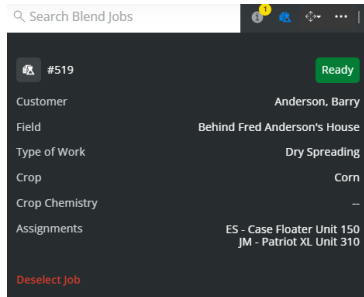 Search Blend Jobs
1
#519 Ready
Customer Anderson, Barry
Field Behind Fred Anderson's House
Type of Work Dry Spreading
Crop Corn
Crop Chemistry --
Assignments ES - Case Floater Unit 150
JM - Patriot XL Unit 310
Deselect Job